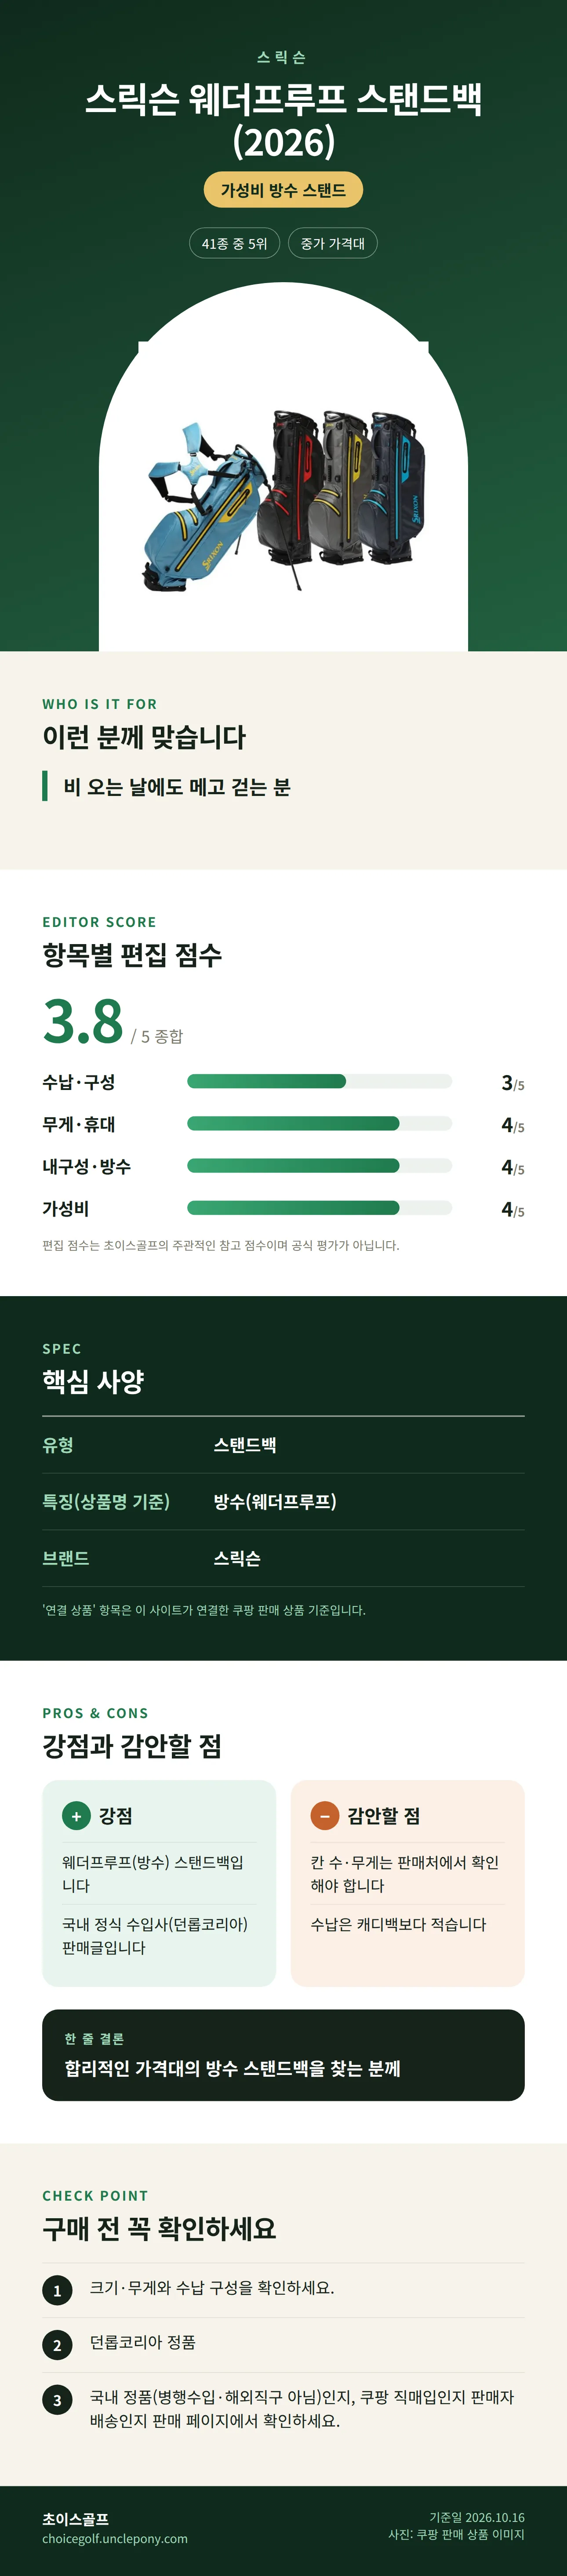 스릭슨
스릭슨 웨더프루프 스탠드백
(2026)
가성비 방수 스탠드
41종 중 5위
중가 가격대
SRIXON
SRIXON
WHO IS IT FOR
이런 분께 맞습니다
비 오는 날에도 메고 걷는 분
EDITOR SCORE
항목별 편집 점수
3.8 / 5 종합
수납·구성 3/5
무게·휴대 4/5
내구성·방수 4/5
가성비 4/5
편집 점수는 초이스골프의 주관적인 참고 점수이며 공식 평가가 아닙니다.
SPEC
핵심 사양
유형 스탠드백
특징(상품명 기준) 방수(웨더프루프)
브랜드 스릭슨
'연결 상품' 항목은 이 사이트가 연결한 쿠팡 판매 상품 기준입니다.
PROS & CONS
강점과 감안할 점
+ 강점
웨더프루프(방수) 스탠드백입
니다
국내 정식 수입사(던롭코리아)
판매글입니다
− 감안할 점
칸 수·무게는 판매처에서 확인
해야 합니다
수납은 캐디백보다 적습니다
한 줄 결론
합리적인 가격대의 방수 스탠드백을 찾는 분께
CHECK POINT
구매 전 꼭 확인하세요
1 크기·무게와 수납 구성을 확인하세요.
2 던롭코리아 정품
3 국내 정품(병행수입·해외직구 아님)인지, 쿠팡 직매입인지 판매자
배송인지 판매 페이지에서 확인하세요.
초이스골프
choicegolf.unclepony.com
기준일 2026.10.16
사진: 쿠팡 판매 상품 이미지